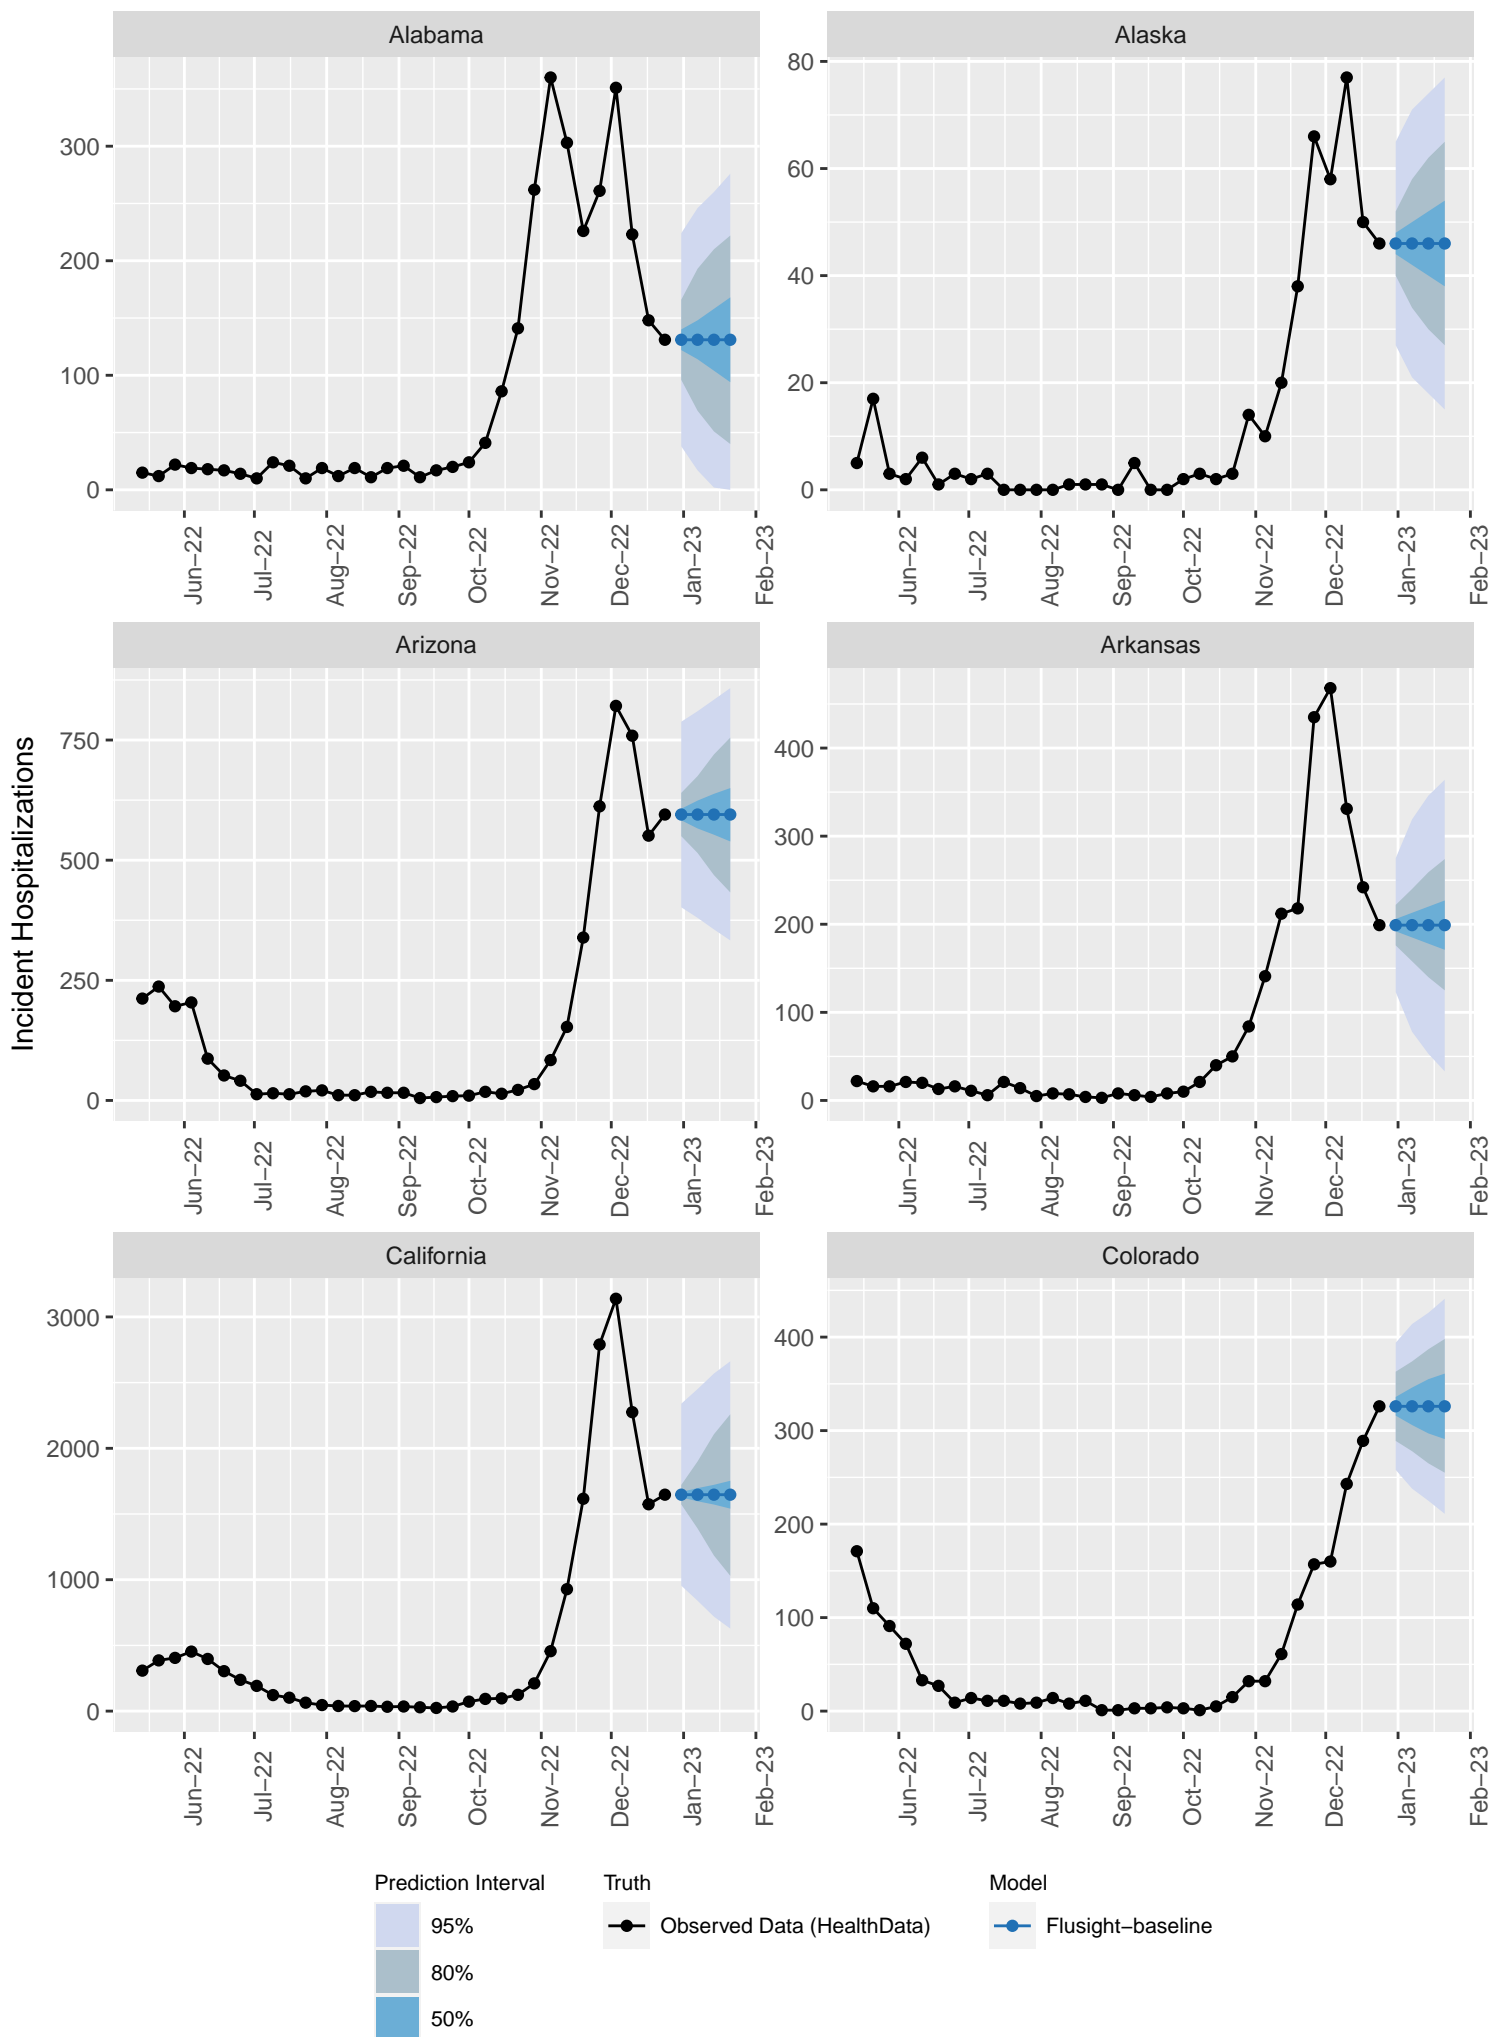 Alabama
Alaska
300
200
100
0
80
60
40
20
0
Jun−22
Jul−22
Aug−22
Sep−22
Oct−22
Nov−22
Dec−22
Jan−23
Feb−23
Jun−22
Jul−22
Aug−22
Sep−22
Oct−22
Nov−22
Dec−22
Jan−23
Feb−23
Arizona
Arkansas
Incident Hospitalizations
750
500
250
0
400
300
200
100
0
Jun−22
Jul−22
Aug−22
Sep−22
Oct−22
Nov−22
Dec−22
Jan−23
Feb−23
Jun−22
Jul−22
Aug−22
Sep−22
Oct−22
Nov−22
Dec−22
Jan−23
Feb−23
California
Colorado
3000
2000
1000
0
400
300
200
100
0
Jun−22
Jul−22
Aug−22
Sep−22
Oct−22
Nov−22
Dec−22
Jan−23
Feb−23
Jun−22
Jul−22
Aug−22
Sep−22
Oct−22
Nov−22
Dec−22
Jan−23
Feb−23
Prediction Interval
95%
80%
50%
Truth
Observed Data (HealthData)
Model
Flusight−baseline